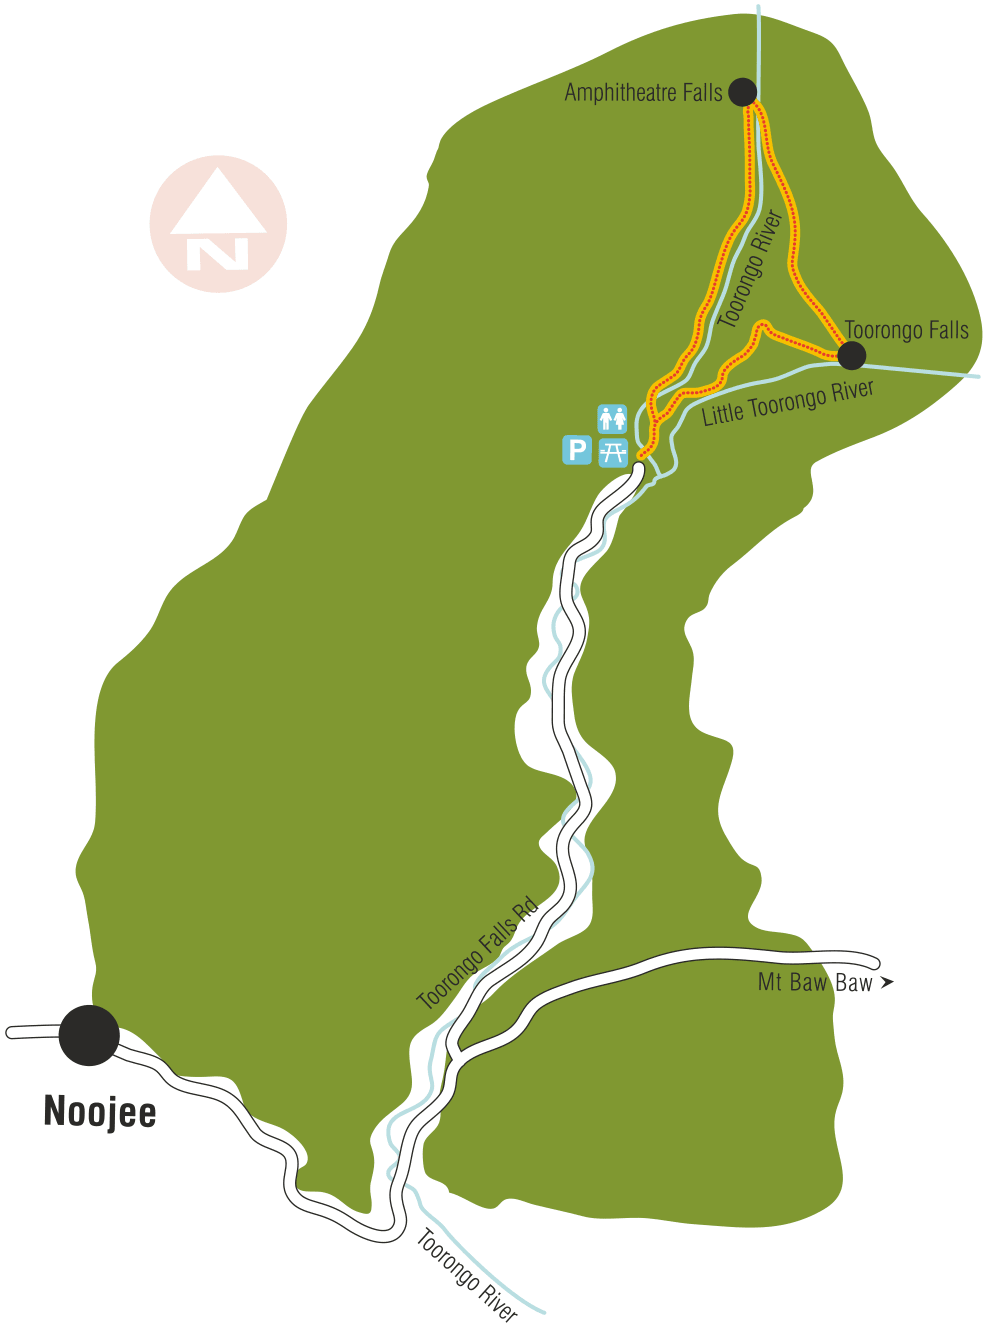 Amphitheatre Falls
N
Toorongo River
Toorongo Falls
Little Toorongo River
P
Toorongo Falls Rd
Mt Baw Baw
Noojee
Toorongo River